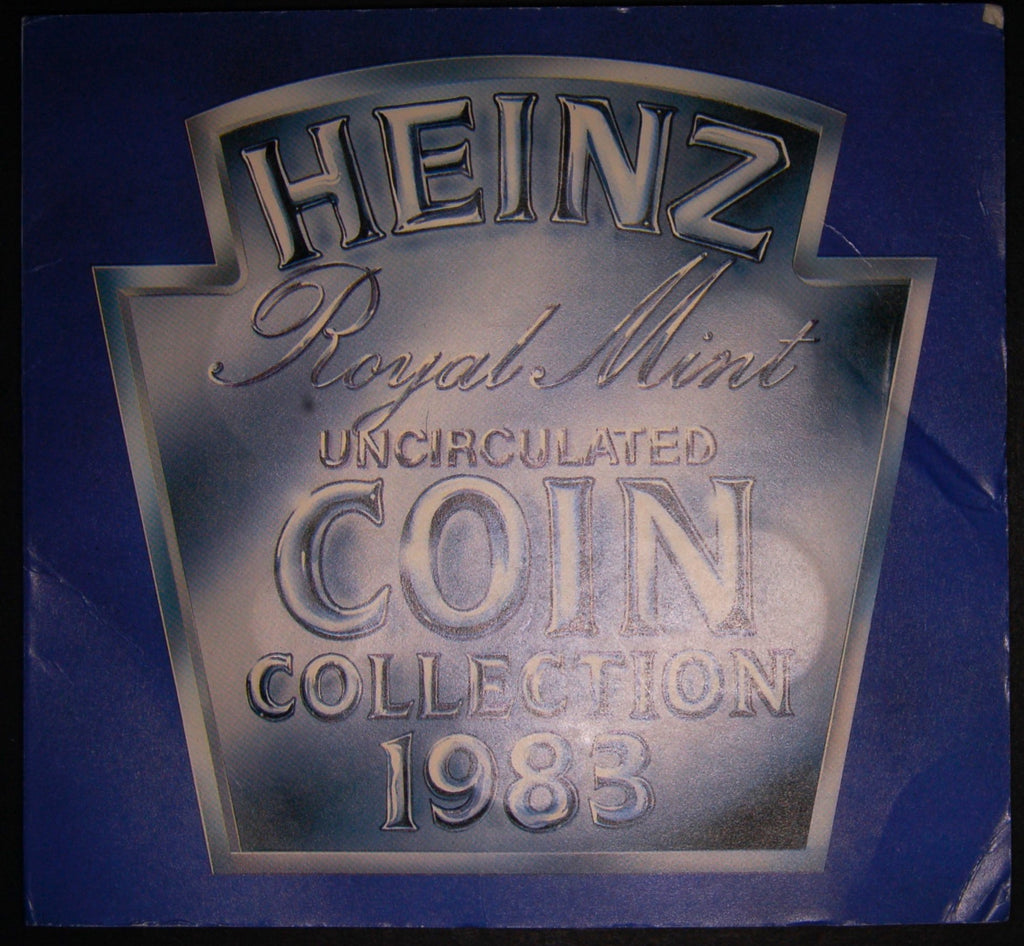 HEINZ
Royal Mint
UNCIRCULATED
COIN
COLLECTION
1983